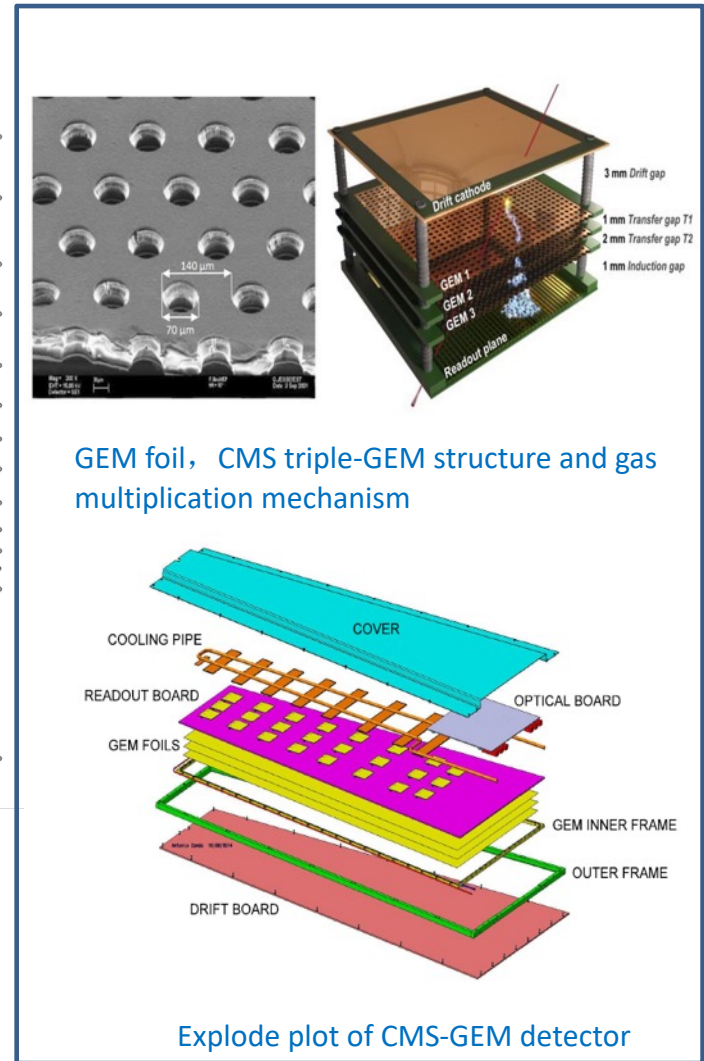 140 µm
70 µm
Drift cathode
3 mm Drift gap
1 mm Transfer gap T1
2 mm Transfer gap T2
1 mm Induction gap
GEM 1
GEM 2
GEM 3
Readout plane
GEM foil，CMS triple-GEM structure and gas
multiplication mechanism
COVER
COOLING PIPE
READOUT BOARD
OPTICAL BOARD
GEM FOILS
GEM INNER FRAME
OUTER FRAME
DRIFT BOARD
Explode plot of CMS-GEM detector